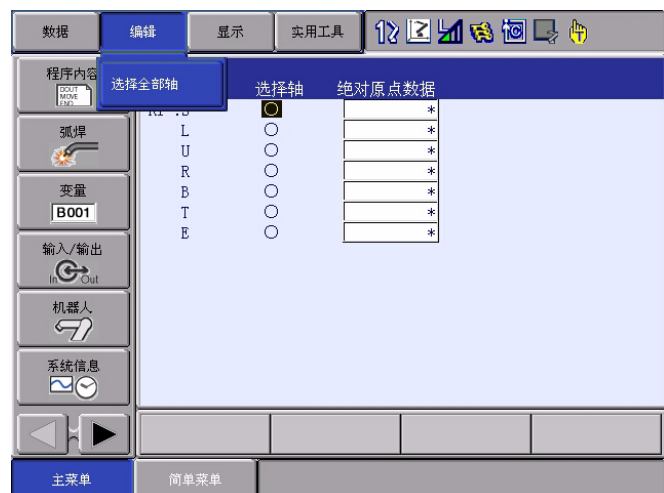 数据 编辑 显示 实用工具
程序内容
DOUT
MOVE
END
选择全部轴
选择轴 绝对原点数据
R1 :S *
L *
U *
R *
B *
T *
E *
弧焊
变量
B001
输入/输出
In Out
机器人
系统信息
主菜单 简单菜单